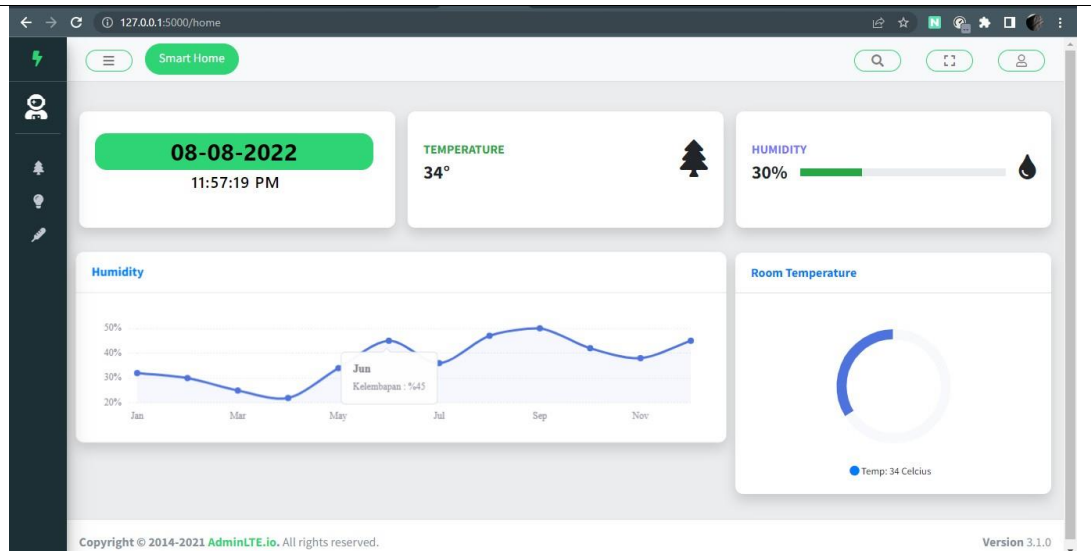 127.0.0.1:5000/home
Smart Home
08-08-2022
11:57:19 PM
TEMPERATURE
34°
HUMIDITY
30%
Humidity
50%
40%
30%
20%
Jun
Kelembapan : %45
Jan
Mar
May
Jul
Sep
Nov
Room Temperature
Temp: 34 Celcius
Copyright © 2014-2021 AdminLTE.io. All rights reserved.
Version 3.1.0